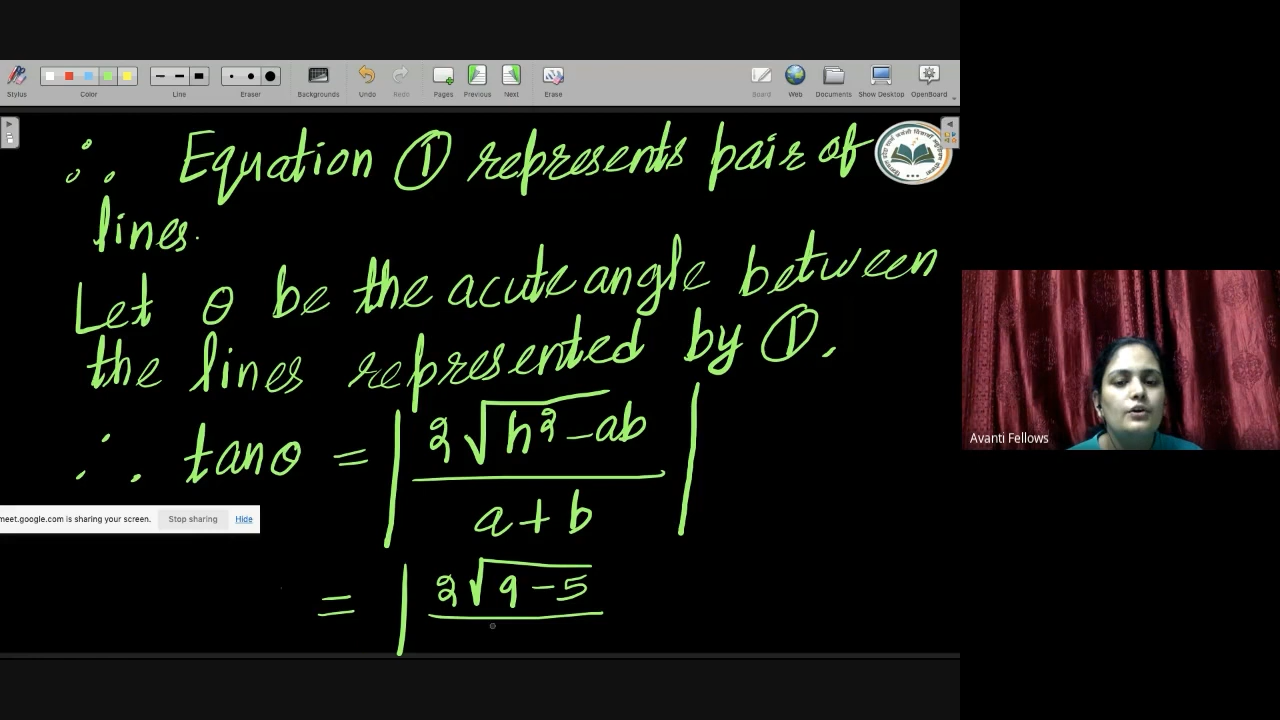 Stylus Color Line Eraser Backgrounds Undo Redo Pages Previous Next Erase Board Web Documents Show Desktop OpenBoard
∴ Equation ① represents pair of
lines.
Let θ be the acute angle between
the lines represented by ①.
∴ tanθ = | 2√(h²-ab) / a+b |
meet.google.com is sharing your screen. Stop sharing Hide
= | 2√(9-5)
Avanti Fellows